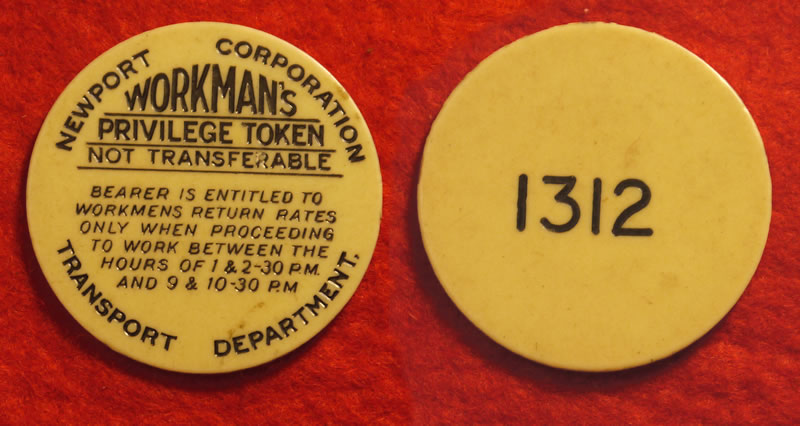 NEWPORT CORPORATION
WORKMAN'S
PRIVILEGE TOKEN
NOT TRANSFERABLE
BEARER IS ENTITLED TO
WORKMENS RETURN RATES
ONLY WHEN PROCEEDING
TO WORK BETWEEN THE
HOURS OF 1 & 2-30 P.M.
AND 9 & 10-30 P.M
TRANSPORT DEPARTMENT.
1312